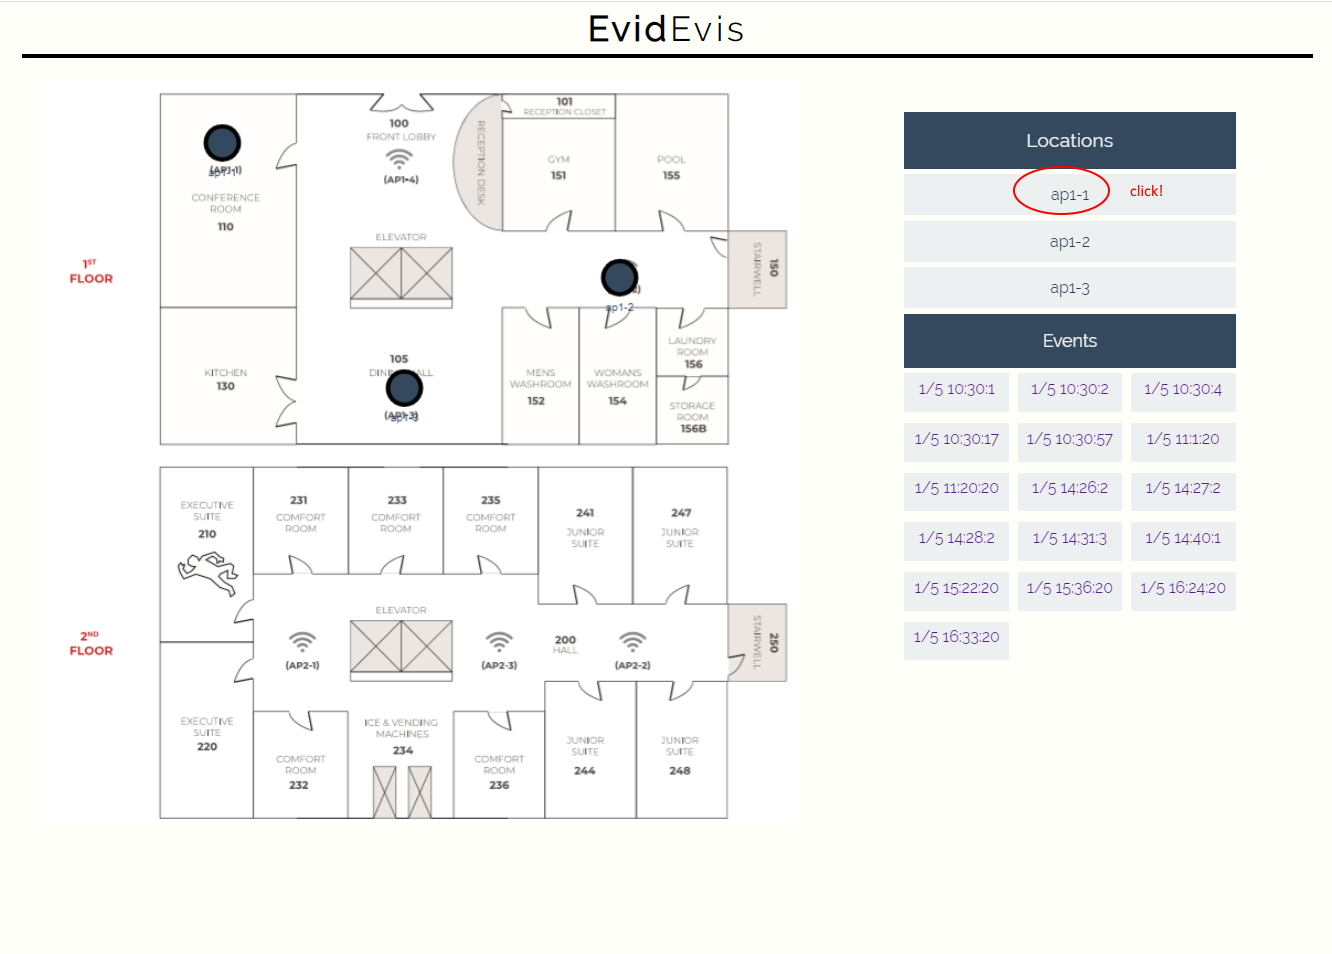 EvidEvis
101
RECEPTION CLOSET
100
FRONT LOBBY
(AP1-4)
RECEPTION DESK
GYM
151
POOL
155
(AP1-1)
ap1-1
CONFERENCE
ROOM
110
ELEVATOR
1ST
FLOOR
STAIRWELL
150
ap1-2
KITCHEN
130
105
(AP1-3)
ap1-3
MENS
WASHROOM
152
WOMANS
WASHROOM
154
LAUNDRY
ROOM
156
STORAGE
ROOM
156B
EXECUTIVE
SUITE
210
231
COMFORT
ROOM
233
COMFORT
ROOM
235
COMFORT
ROOM
241
JUNIOR
SUITE
247
JUNIOR
SUITE
2ND
FLOOR
ELEVATOR
(AP2-1)
(AP2-3)
200
HALL
(AP2-2)
STAIRWELL
250
EXECUTIVE
SUITE
220
COMFORT
ROOM
232
ICE & VENDING
MACHINES
234
COMFORT
ROOM
236
JUNIOR
SUITE
244
JUNIOR
SUITE
248
Locations
ap1-1 click!
ap1-2
ap1-3
Events
1/5 10:30:1 1/5 10:30:2 1/5 10:30:4
1/5 10:30:17 1/5 10:30:57 1/5 11:1:20
1/5 11:20:20 1/5 14:26:2 1/5 14:27:2
1/5 14:28:2 1/5 14:31:3 1/5 14:40:1
1/5 15:22:20 1/5 15:36:20 1/5 16:24:20
1/5 16:33:20